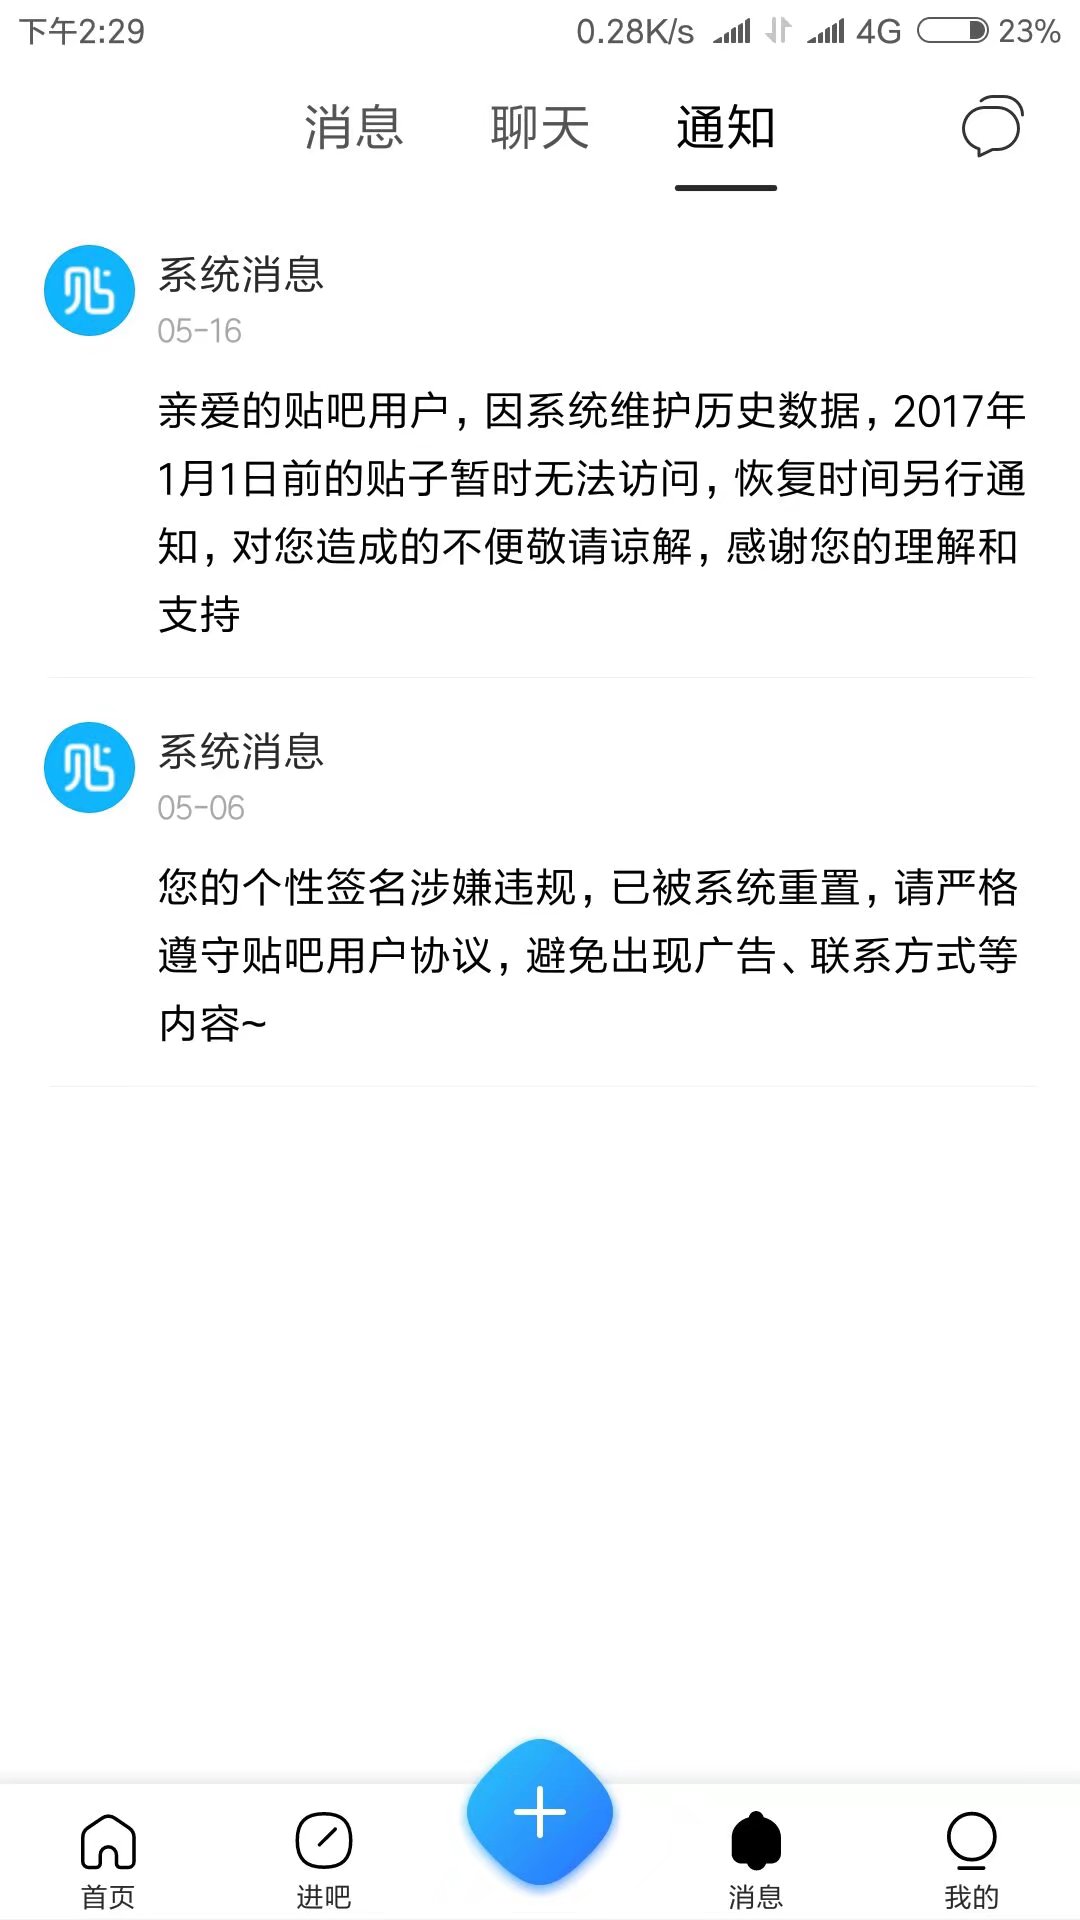 下午2:29 0.28K/s 4G 23%
消息 聊天 通知
贴 系统消息
05-16
亲爱的贴吧用户，因系统维护历史数据，2017年
1月1日前的贴子暂时无法访问，恢复时间另行通
知，对您造成的不便敬请谅解，感谢您的理解和
支持
贴 系统消息
05-06
您的个性签名涉嫌违规，已被系统重置，请严格
遵守贴吧用户协议，避免出现广告、联系方式等
内容~
首页 进吧 消息 我的